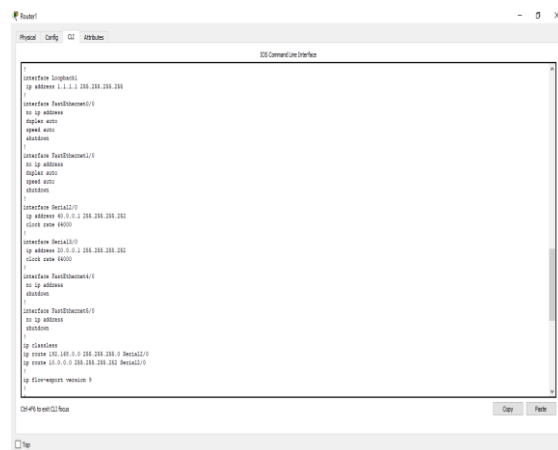 Router1
Physical Config CLI Attributes
IOS Command Line Interface
!
interface Loopback1
ip address 1.1.1.1 255.255.255.255
!
interface FastEthernet0/0
no ip address
duplex auto
speed auto
shutdown
!
interface FastEthernet1/0
no ip address
duplex auto
speed auto
shutdown
!
interface Serial2/0
ip address 40.0.0.1 255.255.255.252
clock rate 64000
!
interface Serial3/0
ip address 20.0.0.1 255.255.255.252
clock rate 64000
!
interface FastEthernet4/0
no ip address
shutdown
!
interface FastEthernet5/0
no ip address
shutdown
!
ip classless
ip route 192.168.0.0 255.255.255.0 Serial2/0
ip route 10.0.0.0 255.255.255.252 Serial2/0
!
ip flow-export version 9
!
Ctrl+F6 to exit CLI focus
Copy Paste
Top